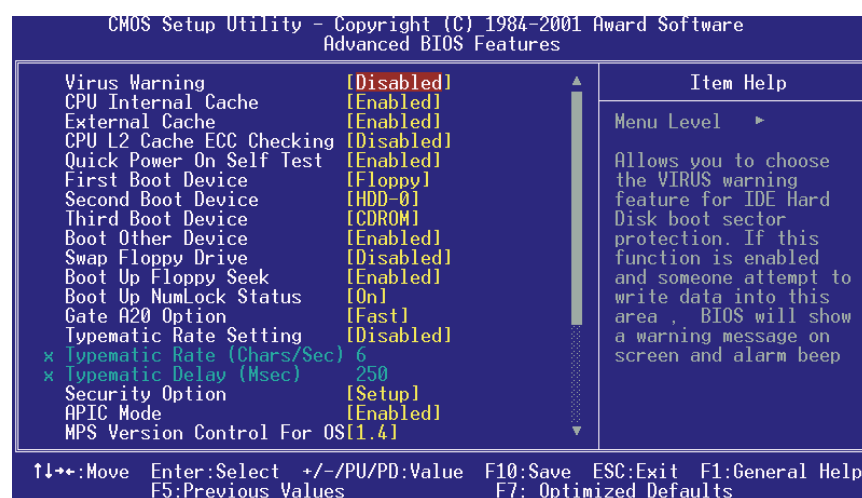 CMOS Setup Utility – Copyright (C) 1984–2001 Award Software
Advanced BIOS Features
Virus Warning [Disabled]
CPU Internal Cache [Enabled]
External Cache [Enabled]
CPU L2 Cache ECC Checking [Disabled]
Quick Power On Self Test [Enabled]
First Boot Device [Floppy]
Second Boot Device [HDD-0]
Third Boot Device [CDROM]
Boot Other Device [Enabled]
Swap Floppy Drive [Disabled]
Boot Up Floppy Seek [Enabled]
Boot Up NumLock Status [On]
Gate A20 Option [Fast]
Typematic Rate Setting [Disabled]
x Typematic Rate (Chars/Sec) 6
x Typematic Delay (Msec) 250
Security Option [Setup]
APIC Mode [Enabled]
MPS Version Control For OS[1.4]
Item Help
Menu Level ►
Allows you to choose
the VIRUS warning
feature for IDE Hard
Disk boot sector
protection. If this
function is enabled
and someone attempt to
write data into this
area , BIOS will show
a warning message on
screen and alarm beep
↑↓→←:Move Enter:Select +/-/PU/PD:Value F10:Save ESC:Exit F1:General Help
F5:Previous Values F7: Optimized Defaults